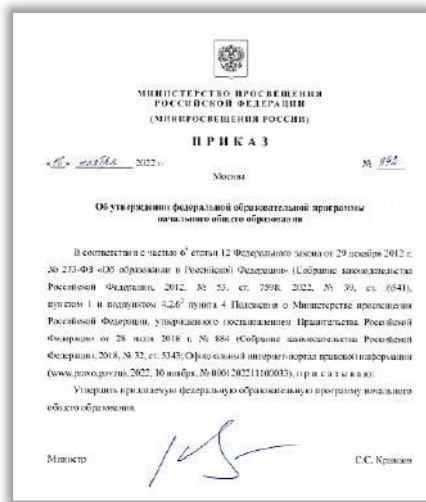 МИНИСТЕРСТВО ПРОСВЕЩЕНИЯ
РОССИЙСКОЙ ФЕДЕРАЦИИ
(МИНПРОСВЕЩЕНИЯ РОССИИ)
ПРИКАЗ
«16» ноября 2022 г. № 992
Москва
Об утверждении федеральной образовательной программы
начального общего образования
В соответствии с частью 6⁵ статьи 12 Федерального закона от 29 декабря 2012 г.
№ 273-ФЗ «Об образовании в Российской Федерации» (Собрание законодательства
Российской Федерации, 2012, № 53, ст. 7598; 2022, № 39, ст. 6541),
пунктом 1 и подпунктом 4.2.6² пункта 4 Положения о Министерстве просвещения
Российской Федерации, утвержденного постановлением Правительства Российской
Федерации от 28 июля 2018 г. № 884 (Собрание законодательства Российской
Федерации, 2018, № 32, ст. 5343; Официальный интернет-портал правовой информации
(www.pravo.gov.ru), 2022, 10 ноября, № 0001202211100033), п р и к а з ы в а ю:
Утвердить прилагаемую федеральную образовательную программу начального
общего образования.
Министр С.С. Кравцов